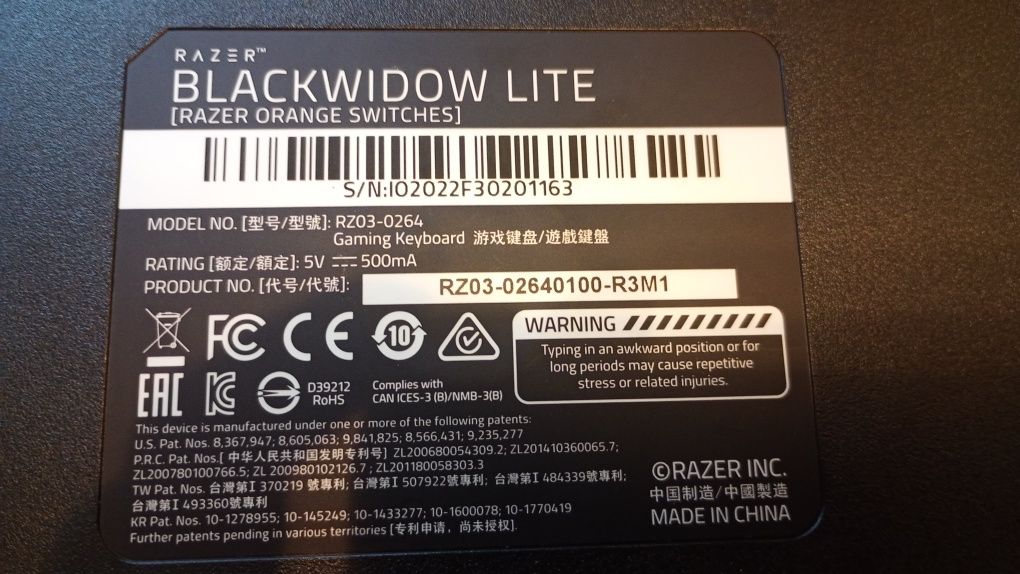 RAZER™
BLACKWIDOW LITE
[RAZER ORANGE SWITCHES]
S/N:IO2022F30201163
MODEL NO. [型号/型號]: RZ03-0264
Gaming Keyboard 游戏键盘/遊戲鍵盤
RATING [额定/額定]: 5V ⎓ 500mA
PRODUCT NO. [代号/代號]: RZ03-02640100-R3M1
FC CE 10
EAC
D39212
RoHS
Complies with
CAN ICES-3 (B)/NMB-3(B)
WARNING
Typing in an awkward position or for
long periods may cause repetitive
stress or related injuries.
This device is manufactured under one or more of the following patents:
U.S. Pat. Nos. 8,367,947; 8,605,063; 9,841,825; 8,566,431; 9,235,277
P.R.C. Pat. Nos.[ 中华人民共和国发明专利号] ZL200680054309.2; ZL201410360065.7;
ZL200780100766.5; ZL 200980102126.7 ; ZL201180058303.3
TW Pat. Nos. 台灣第I 370219 號專利; 台灣第I 507922號專利; 台灣第I 484339號專利;
台灣第I 493360號專利
KR Pat. Nos. 10-1278955; 10-145249; 10-1433277; 10-1600078; 10-1770419
Further patents pending in various territories [专利申请，尚未授权].
©RAZER INC.
中国制造/中國製造
MADE IN CHINA